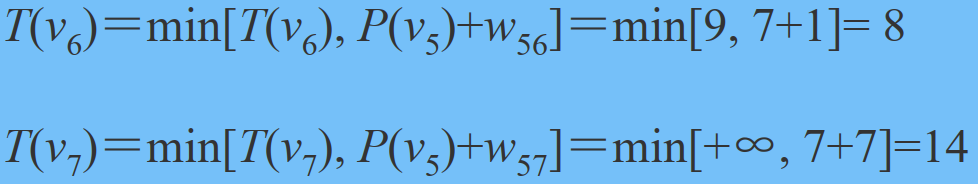 T(v₆)=min[T(v₆), P(v₅)+w₅₆]=min[9, 7+1]= 8
T(v₇)=min[T(v₇), P(v₅)+w₅₇]=min[+∞, 7+7]=14